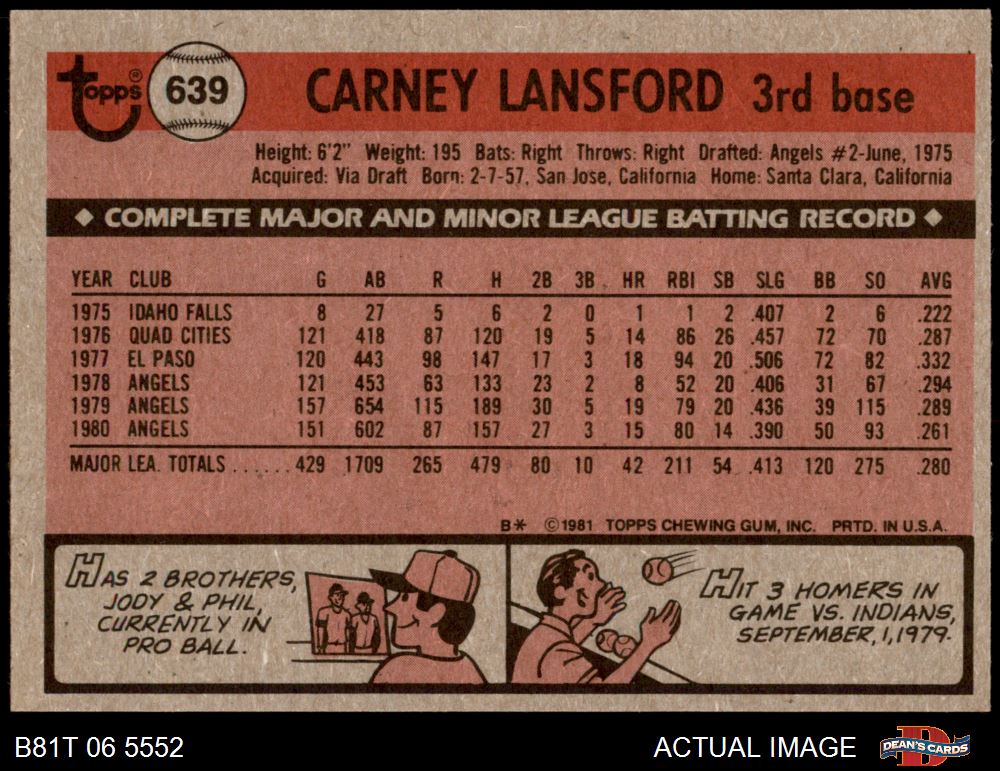 topps® 639 CARNEY LANSFORD 3rd base
Height: 6'2" Weight: 195 Bats: Right Throws: Right Drafted: Angels #2-June, 1975
Acquired: Via Draft Born: 2-7-57, San Jose, California Home: Santa Clara, California
◆ COMPLETE MAJOR AND MINOR LEAGUE BATTING RECORD ◆
YEAR CLUB G AB R H 2B 3B HR RBI SB SLG BB SO AVG
1975 IDAHO FALLS 8 27 5 6 2 0 1 1 2 .407 2 6 .222
1976 QUAD CITIES 121 418 87 120 19 5 14 86 26 .457 72 70 .287
1977 EL PASO 120 443 98 147 17 3 18 94 20 .506 72 82 .332
1978 ANGELS 121 453 63 133 23 2 8 52 20 .406 31 67 .294
1979 ANGELS 157 654 115 189 30 5 19 79 20 .436 39 115 .289
1980 ANGELS 151 602 87 157 27 3 15 80 14 .390 50 93 .261
MAJOR LEA. TOTALS ...... 429 1709 265 479 80 10 42 211 54 .413 120 275 .280
B* ©1981 TOPPS CHEWING GUM, INC. PRTD. IN U.S.A.
HAS 2 BROTHERS,
JODY & PHIL,
CURRENTLY IN
PRO BALL.
HIT 3 HOMERS IN
GAME VS. INDIANS,
SEPTEMBER, 1, 1979.
B81T 06 5552 ACTUAL IMAGE DEAN'S CARDS